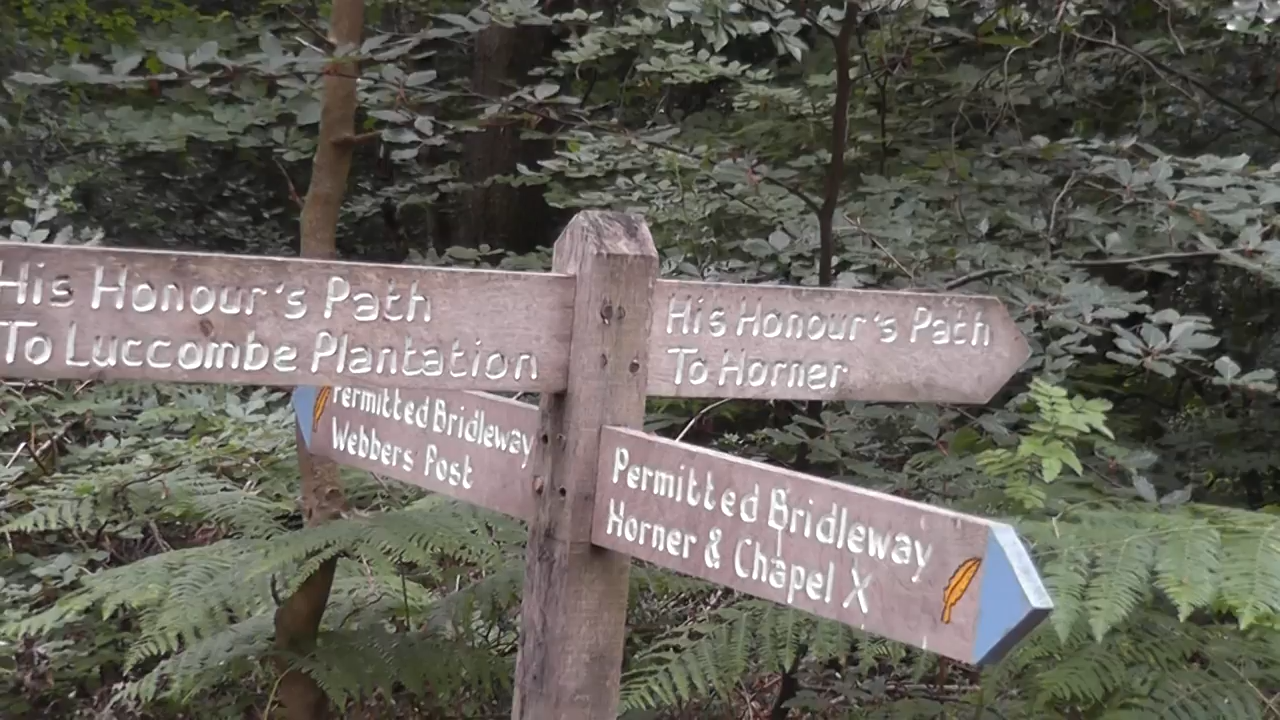 His Honour's Path
To Luccombe Plantation
His Honour's Path
To Horner
Permitted Bridleway
Webbers Post
Permitted Bridleway
Horner & Chapel X